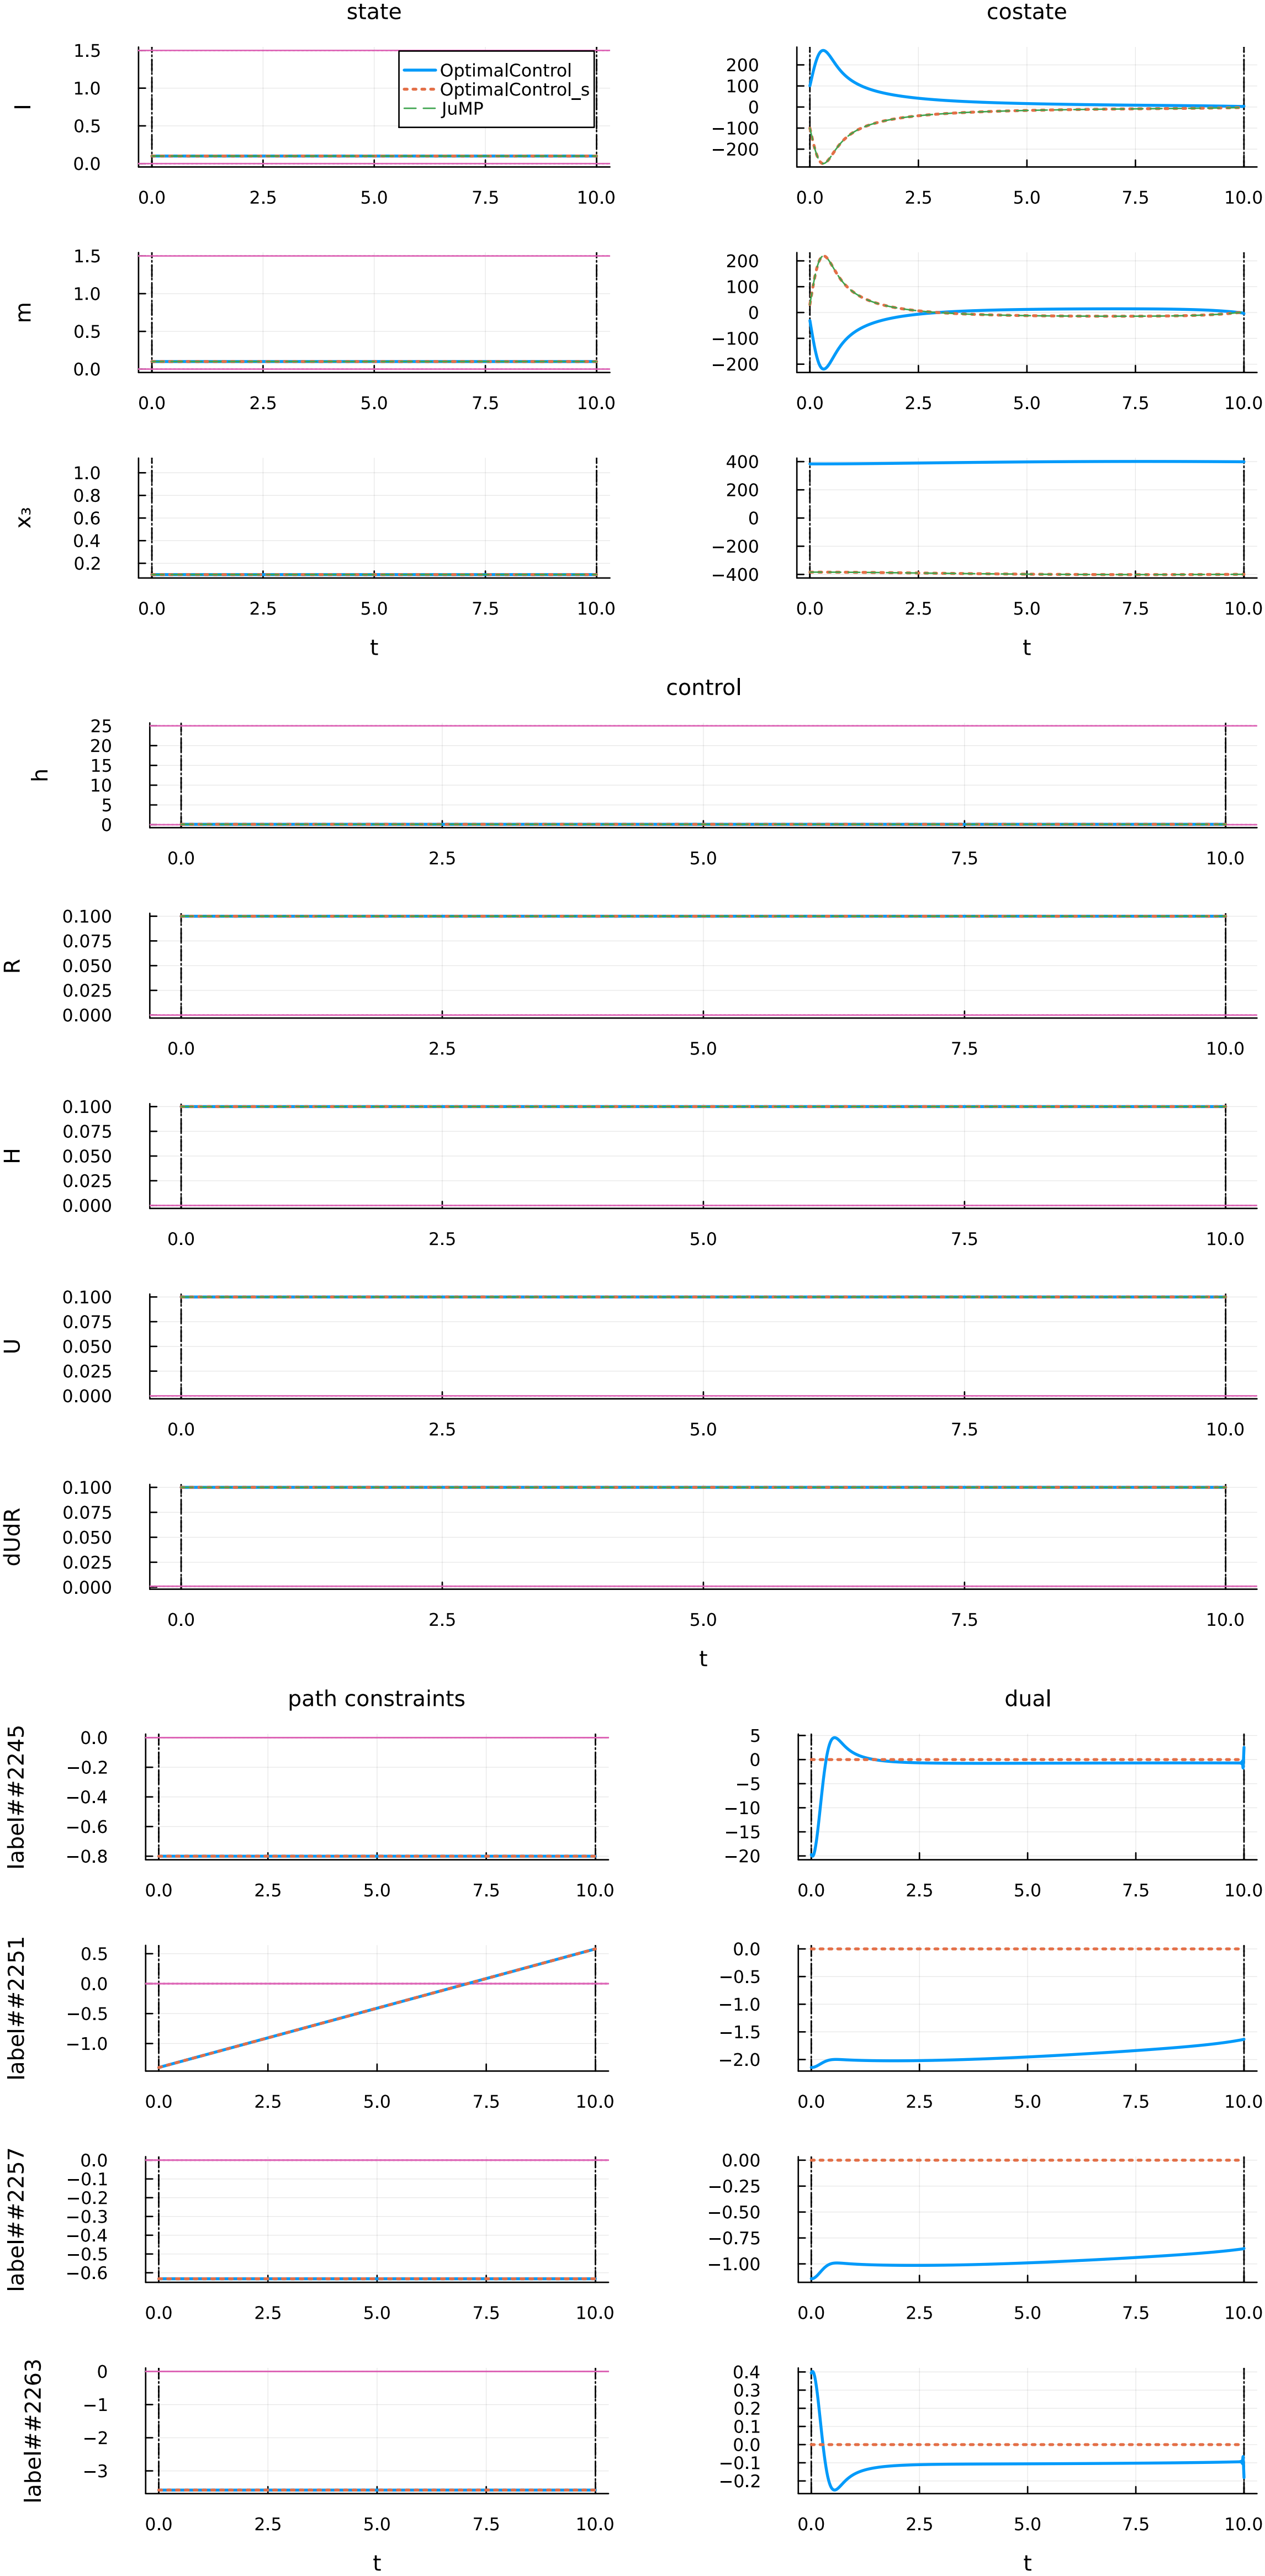 state
costate
l
1.5
1.0
0.5
0.0
OptimalControl
OptimalControl_s
JuMP
0.0 2.5 5.0 7.5 10.0
200
100
0
−100
−200
0.0 2.5 5.0 7.5 10.0
m
1.5
1.0
0.5
0.0
0.0 2.5 5.0 7.5 10.0
200
100
0
−100
−200
0.0 2.5 5.0 7.5 10.0
x₃
1.0
0.8
0.6
0.4
0.2
0.0 2.5 5.0 7.5 10.0
t
400
200
0
−200
−400
0.0 2.5 5.0 7.5 10.0
t
control
h
25
20
15
10
5
0
0.0 2.5 5.0 7.5 10.0
R
0.100
0.075
0.050
0.025
0.000
0.0 2.5 5.0 7.5 10.0
H
0.100
0.075
0.050
0.025
0.000
0.0 2.5 5.0 7.5 10.0
U
0.100
0.075
0.050
0.025
0.000
0.0 2.5 5.0 7.5 10.0
dUdR
0.100
0.075
0.050
0.025
0.000
0.0 2.5 5.0 7.5 10.0
t
path constraints
dual
label##2245
0.0
−0.2
−0.4
−0.6
−0.8
0.0 2.5 5.0 7.5 10.0
5
0
−5
−10
−15
−20
0.0 2.5 5.0 7.5 10.0
label##2251
0.5
0.0
−0.5
−1.0
0.0 2.5 5.0 7.5 10.0
0.0
−0.5
−1.0
−1.5
−2.0
0.0 2.5 5.0 7.5 10.0
label##2257
0.0
−0.1
−0.2
−0.3
−0.4
−0.5
−0.6
0.0 2.5 5.0 7.5 10.0
0.00
−0.25
−0.50
−0.75
−1.00
0.0 2.5 5.0 7.5 10.0
label##2263
0
−1
−2
−3
0.0 2.5 5.0 7.5 10.0
t
0.4
0.3
0.2
0.1
0.0
−0.1
−0.2
0.0 2.5 5.0 7.5 10.0
t